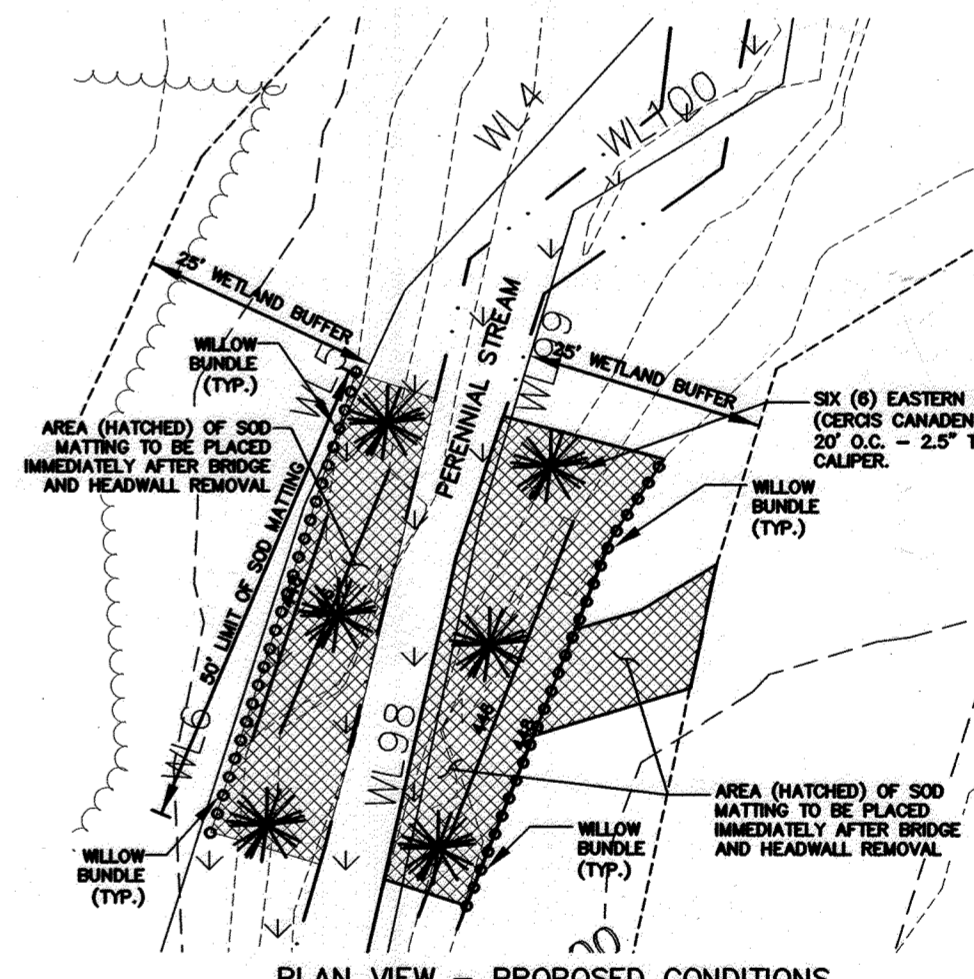 WL4
WL100
25' WETLAND BUFFER
WILLOW
BUNDLE
(TYP.)
PERENNIAL STREAM
25' WETLAND BUFFER
SIX (6) EASTERN
(CERCIS CANADEN
20' O.C. – 2.5" T
CALIPER.
AREA (HATCHED) OF SOD
MATTING TO BE PLACED
IMMEDIATELY AFTER BRIDGE
AND HEADWALL REMOVAL
WILLOW
BUNDLE
(TYP.)
50' LIMIT OF SOD MATTING
WL6
WL98
448
AREA (HATCHED) OF SOD
MATTING TO BE PLACED
IMMEDIATELY AFTER BRIDGE
AND HEADWALL REMOVAL
WILLOW
BUNDLE
(TYP.)
WILLOW
BUNDLE
(TYP.)
PLAN VIEW – PROPOSED CONDITIONS